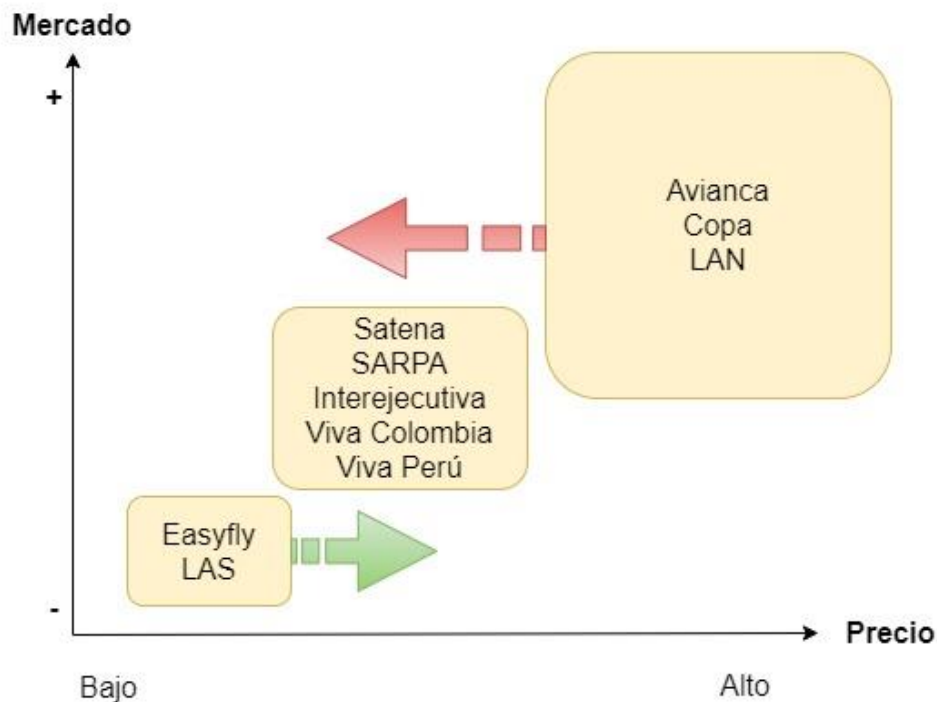 Mercado
+
Avianca
Copa
LAN
Satena
SARPA
Interejecutiva
Viva Colombia
Viva Perú
Easyfly
LAS
-
Precio
Bajo
Alto